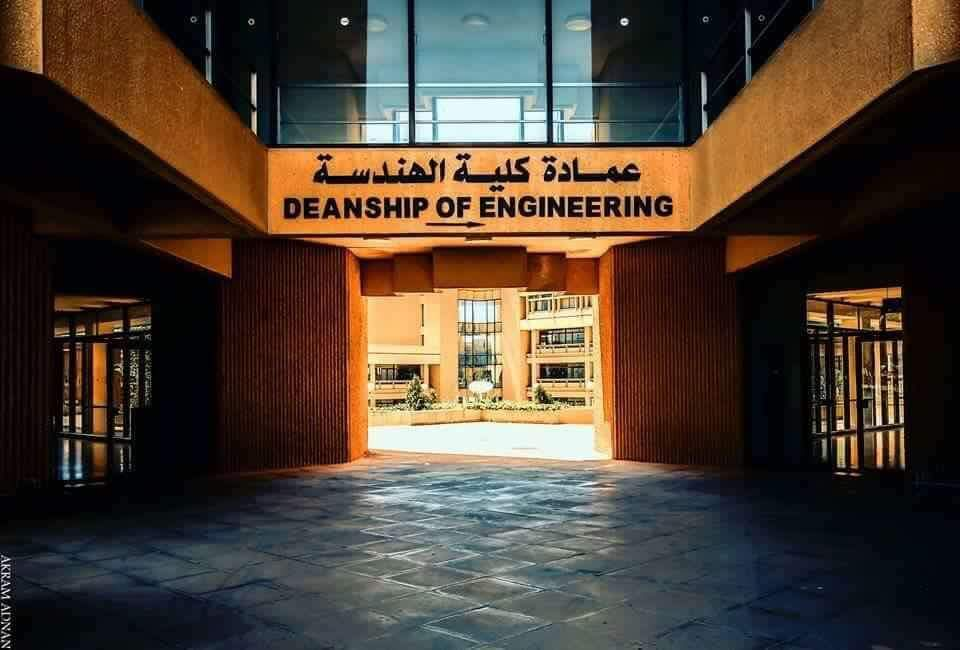 عمادة كلية الهندسة
DEANSHIP OF ENGINEERING
AKRAM ADNAN